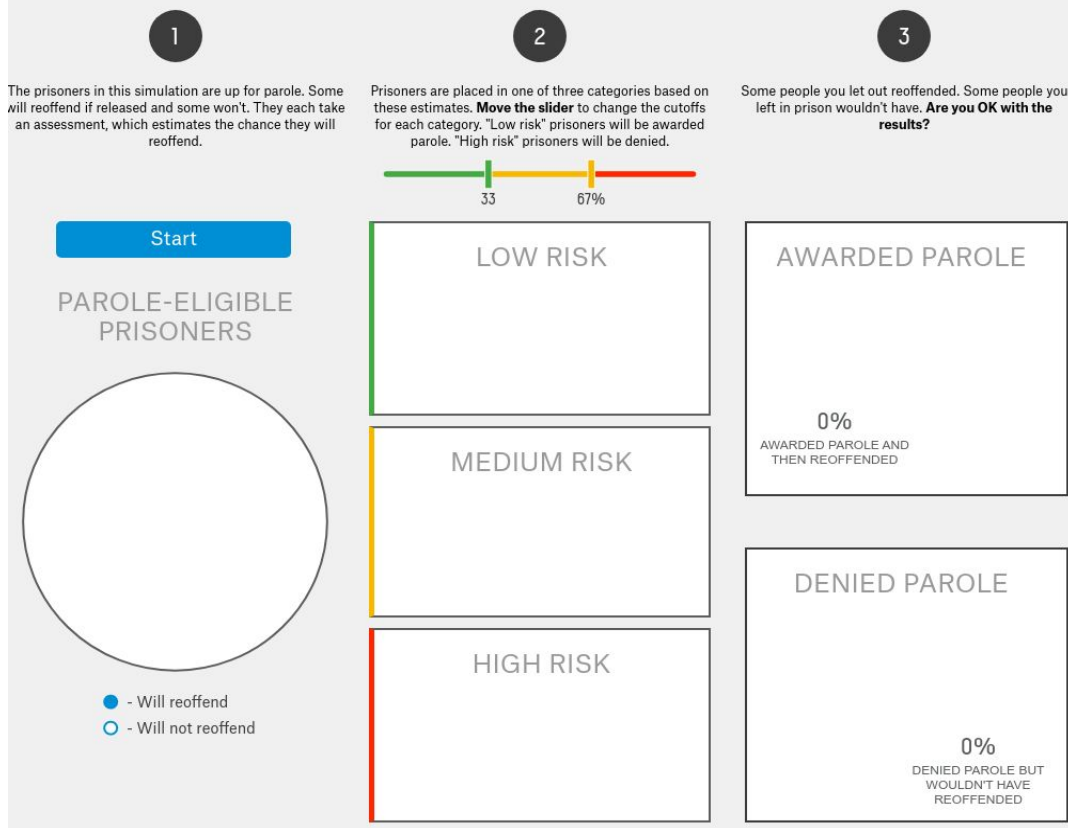 1
The prisoners in this simulation are up for parole. Some
will reoffend if released and some won't. They each take
an assessment, which estimates the chance they will
reoffend.
Start
PAROLE-ELIGIBLE
PRISONERS
- Will reoffend
- Will not reoffend
2
Prisoners are placed in one of three categories based on
these estimates. Move the slider to change the cutoffs
for each category. "Low risk" prisoners will be awarded
parole. "High risk" prisoners will be denied.
33
67%
LOW RISK
MEDIUM RISK
HIGH RISK
3
Some people you let out reoffended. Some people you
left in prison wouldn't have. Are you OK with the
results?
AWARDED PAROLE
0%
AWARDED PAROLE AND
THEN REOFFENDED
DENIED PAROLE
0%
DENIED PAROLE BUT
WOULDN'T HAVE
REOFFENDED